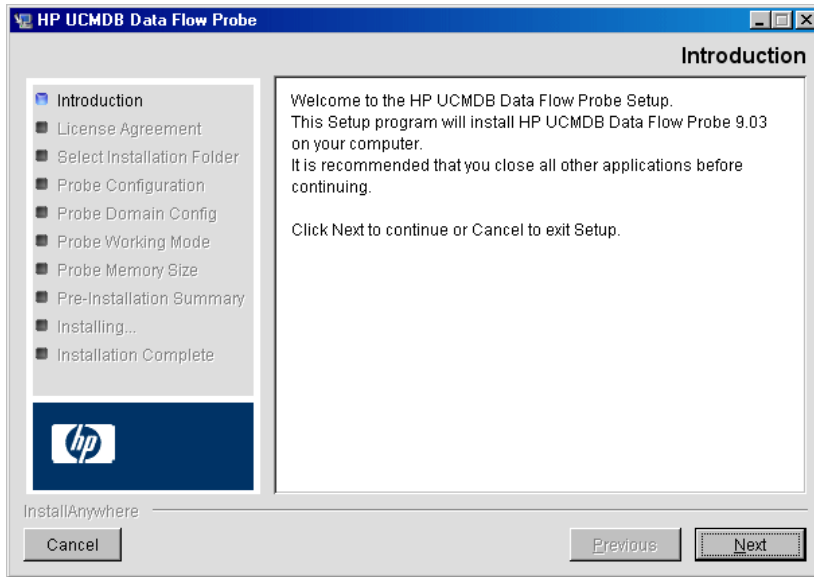 HP UCMDB Data Flow Probe
Introduction
Introduction
License Agreement
Select Installation Folder
Probe Configuration
Probe Domain Config
Probe Working Mode
Probe Memory Size
Pre-Installation Summary
Installing...
Installation Complete
hp
Welcome to the HP UCMDB Data Flow Probe Setup.
This Setup program will install HP UCMDB Data Flow Probe 9.03
on your computer.
It is recommended that you close all other applications before
continuing.
Click Next to continue or Cancel to exit Setup.
InstallAnywhere
Cancel
Previous
Next